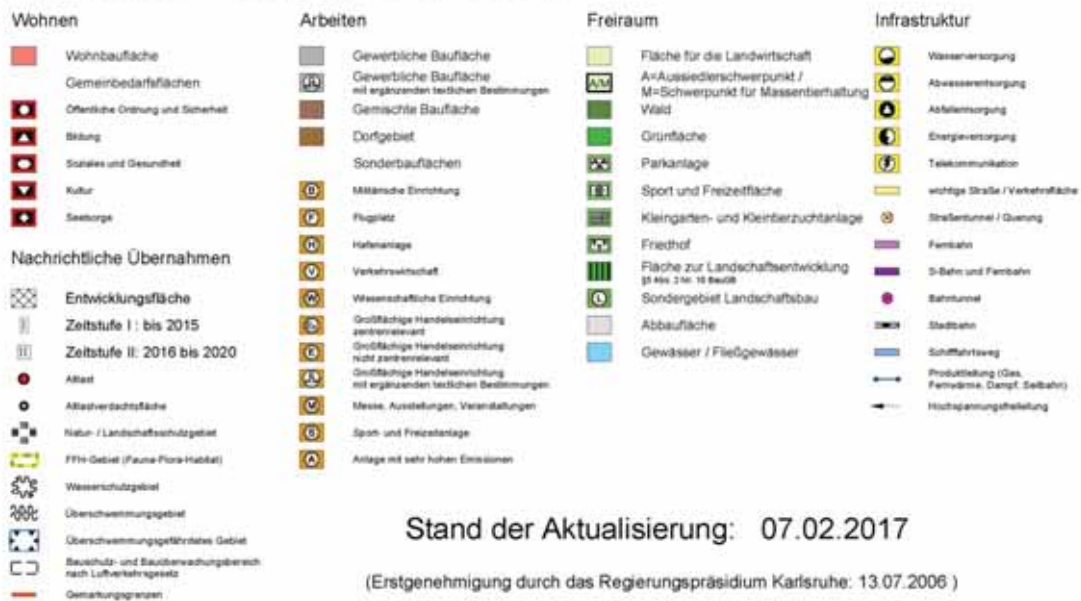 Wohnen
Wohnbaufläche
Gemeinbedarfsflächen
Öffentliche Ordnung und Sicherheit
Bildung
Soziales und Gesundheit
Kultur
Seelsorge
Nachrichtliche Übernahmen
Entwicklungsfläche
I
Zeitstufe I : bis 2015
II
Zeitstufe II: 2016 bis 2020
Altlast
Altlastverdachtsfläche
Natur- / Landschaftsschutzgebiet
FFH-Gebiet (Fauna-Flora-Habitat)
Wasserschutzgebiet
Überschwemmungsgebiet
Überschwemmungsgefährdetes Gebiet
Bauschutz- und Bauüberwachungsbereich
nach Luftverkehrsgesetz
Gemarkungsgrenzen
Arbeiten
Gewerbliche Baufläche
Gewerbliche Baufläche
mit ergänzenden textlichen Bestimmungen
Gemischte Baufläche
Dorfgebiet
Sonderbauflächen
B
Militärische Einrichtung
F
Flugplatz
H
Hafenanlage
V
Verkehrswirtschaft
W
Wissenschaftliche Einrichtung
Großflächige Handelseinrichtung
zentrenrelevant
E
Großflächige Handelseinrichtung
nicht zentrenrelevant
Großflächige Handelseinrichtung
mit ergänzenden textlichen Bestimmungen
M
Messe, Ausstellungen, Veranstaltungen
S
Sport- und Freizeitanlage
A
Anlage mit sehr hohen Emissionen
Freiraum
Fläche für die Landwirtschaft
A/M
A=Aussiedlerschwerpunkt /
M=Schwerpunkt für Massentierhaltung
Wald
Grünfläche
Parkanlage
Sport und Freizeitfläche
Kleingarten- und Kleintierzuchtanlage
Friedhof
Fläche zur Landschaftsentwicklung
§5 Abs. 2 Nr. 10 BauGB
L
Sondergebiet Landschaftsbau
Abbaufläche
Gewässer / Fließgewässer
Infrastruktur
Wasserversorgung
Abwasserentsorgung
Abfallentsorgung
Energieversorgung
Telekommunikation
wichtige Straße / Verkehrsfläche
Straßentunnel / Querung
Fernbahn
S-Bahn und Fernbahn
Bahntunnel
Stadtbahn
Schifffahrtsweg
Produktleitung (Gas,
Fernwärme, Dampf, Seilbahn)
Hochspannungsfreileitung
Stand der Aktualisierung: 07.02.2017
(Erstgenehmigung durch das Regierungspräsidium Karlsruhe: 13.07.2006 )